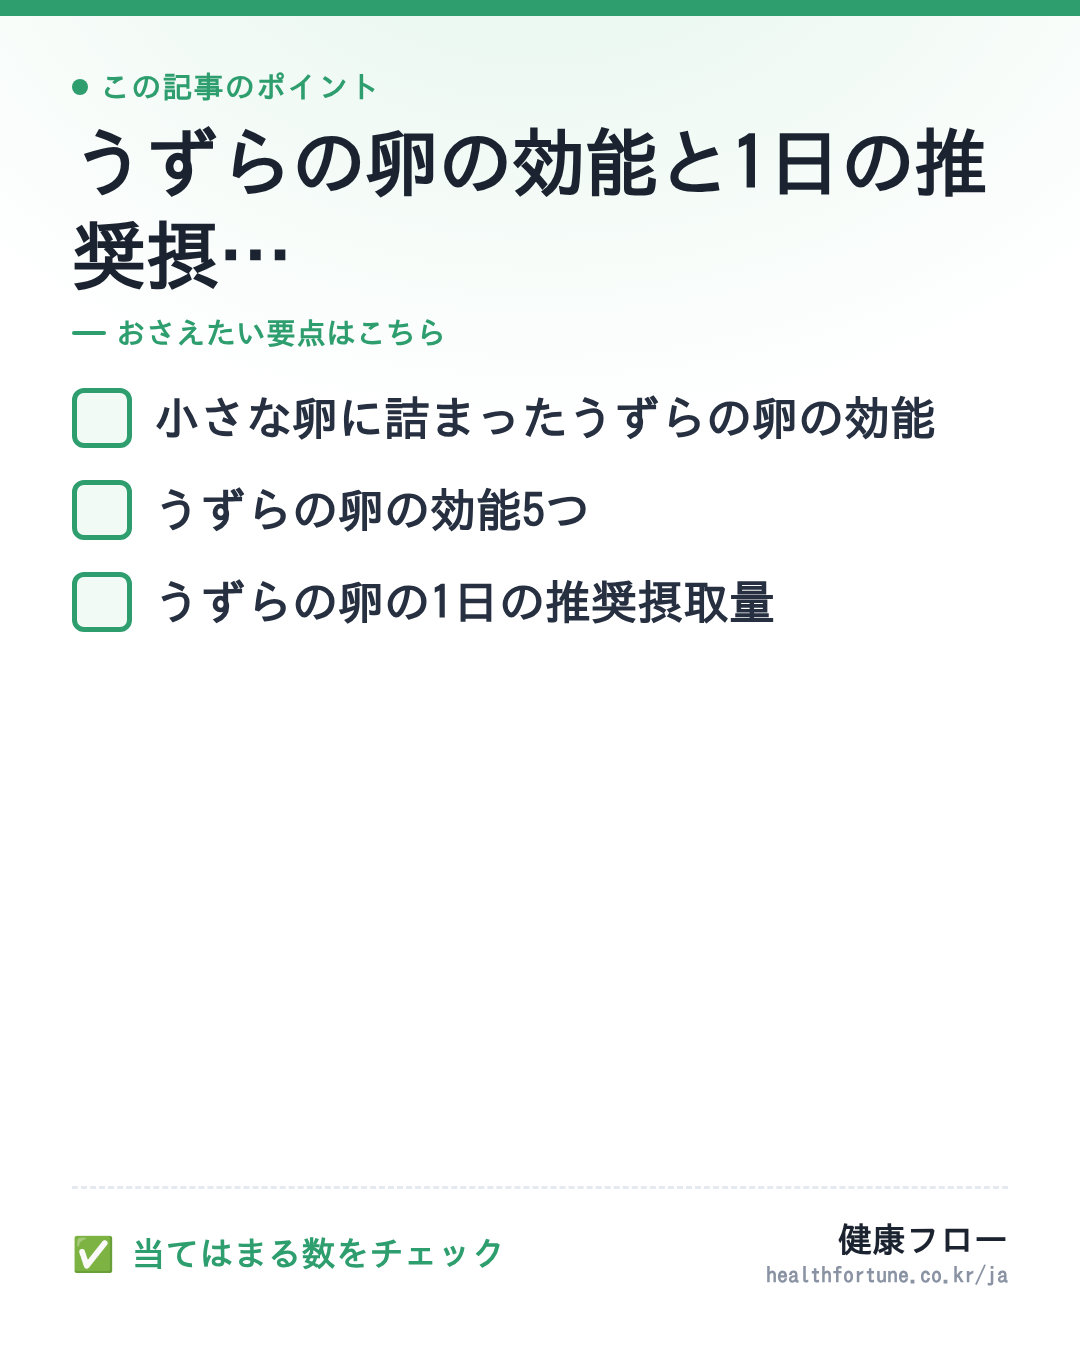 この記事のポイント
うずらの卵の効能と1日の推
奨摂…
おさえたい要点はこちら
小さな卵に詰まったうずらの卵の効能
うずらの卵の効能5つ
うずらの卵の1日の推奨摂取量
✅ 当てはまる数をチェック
健康フロー
healthfortune.co.kr/ja